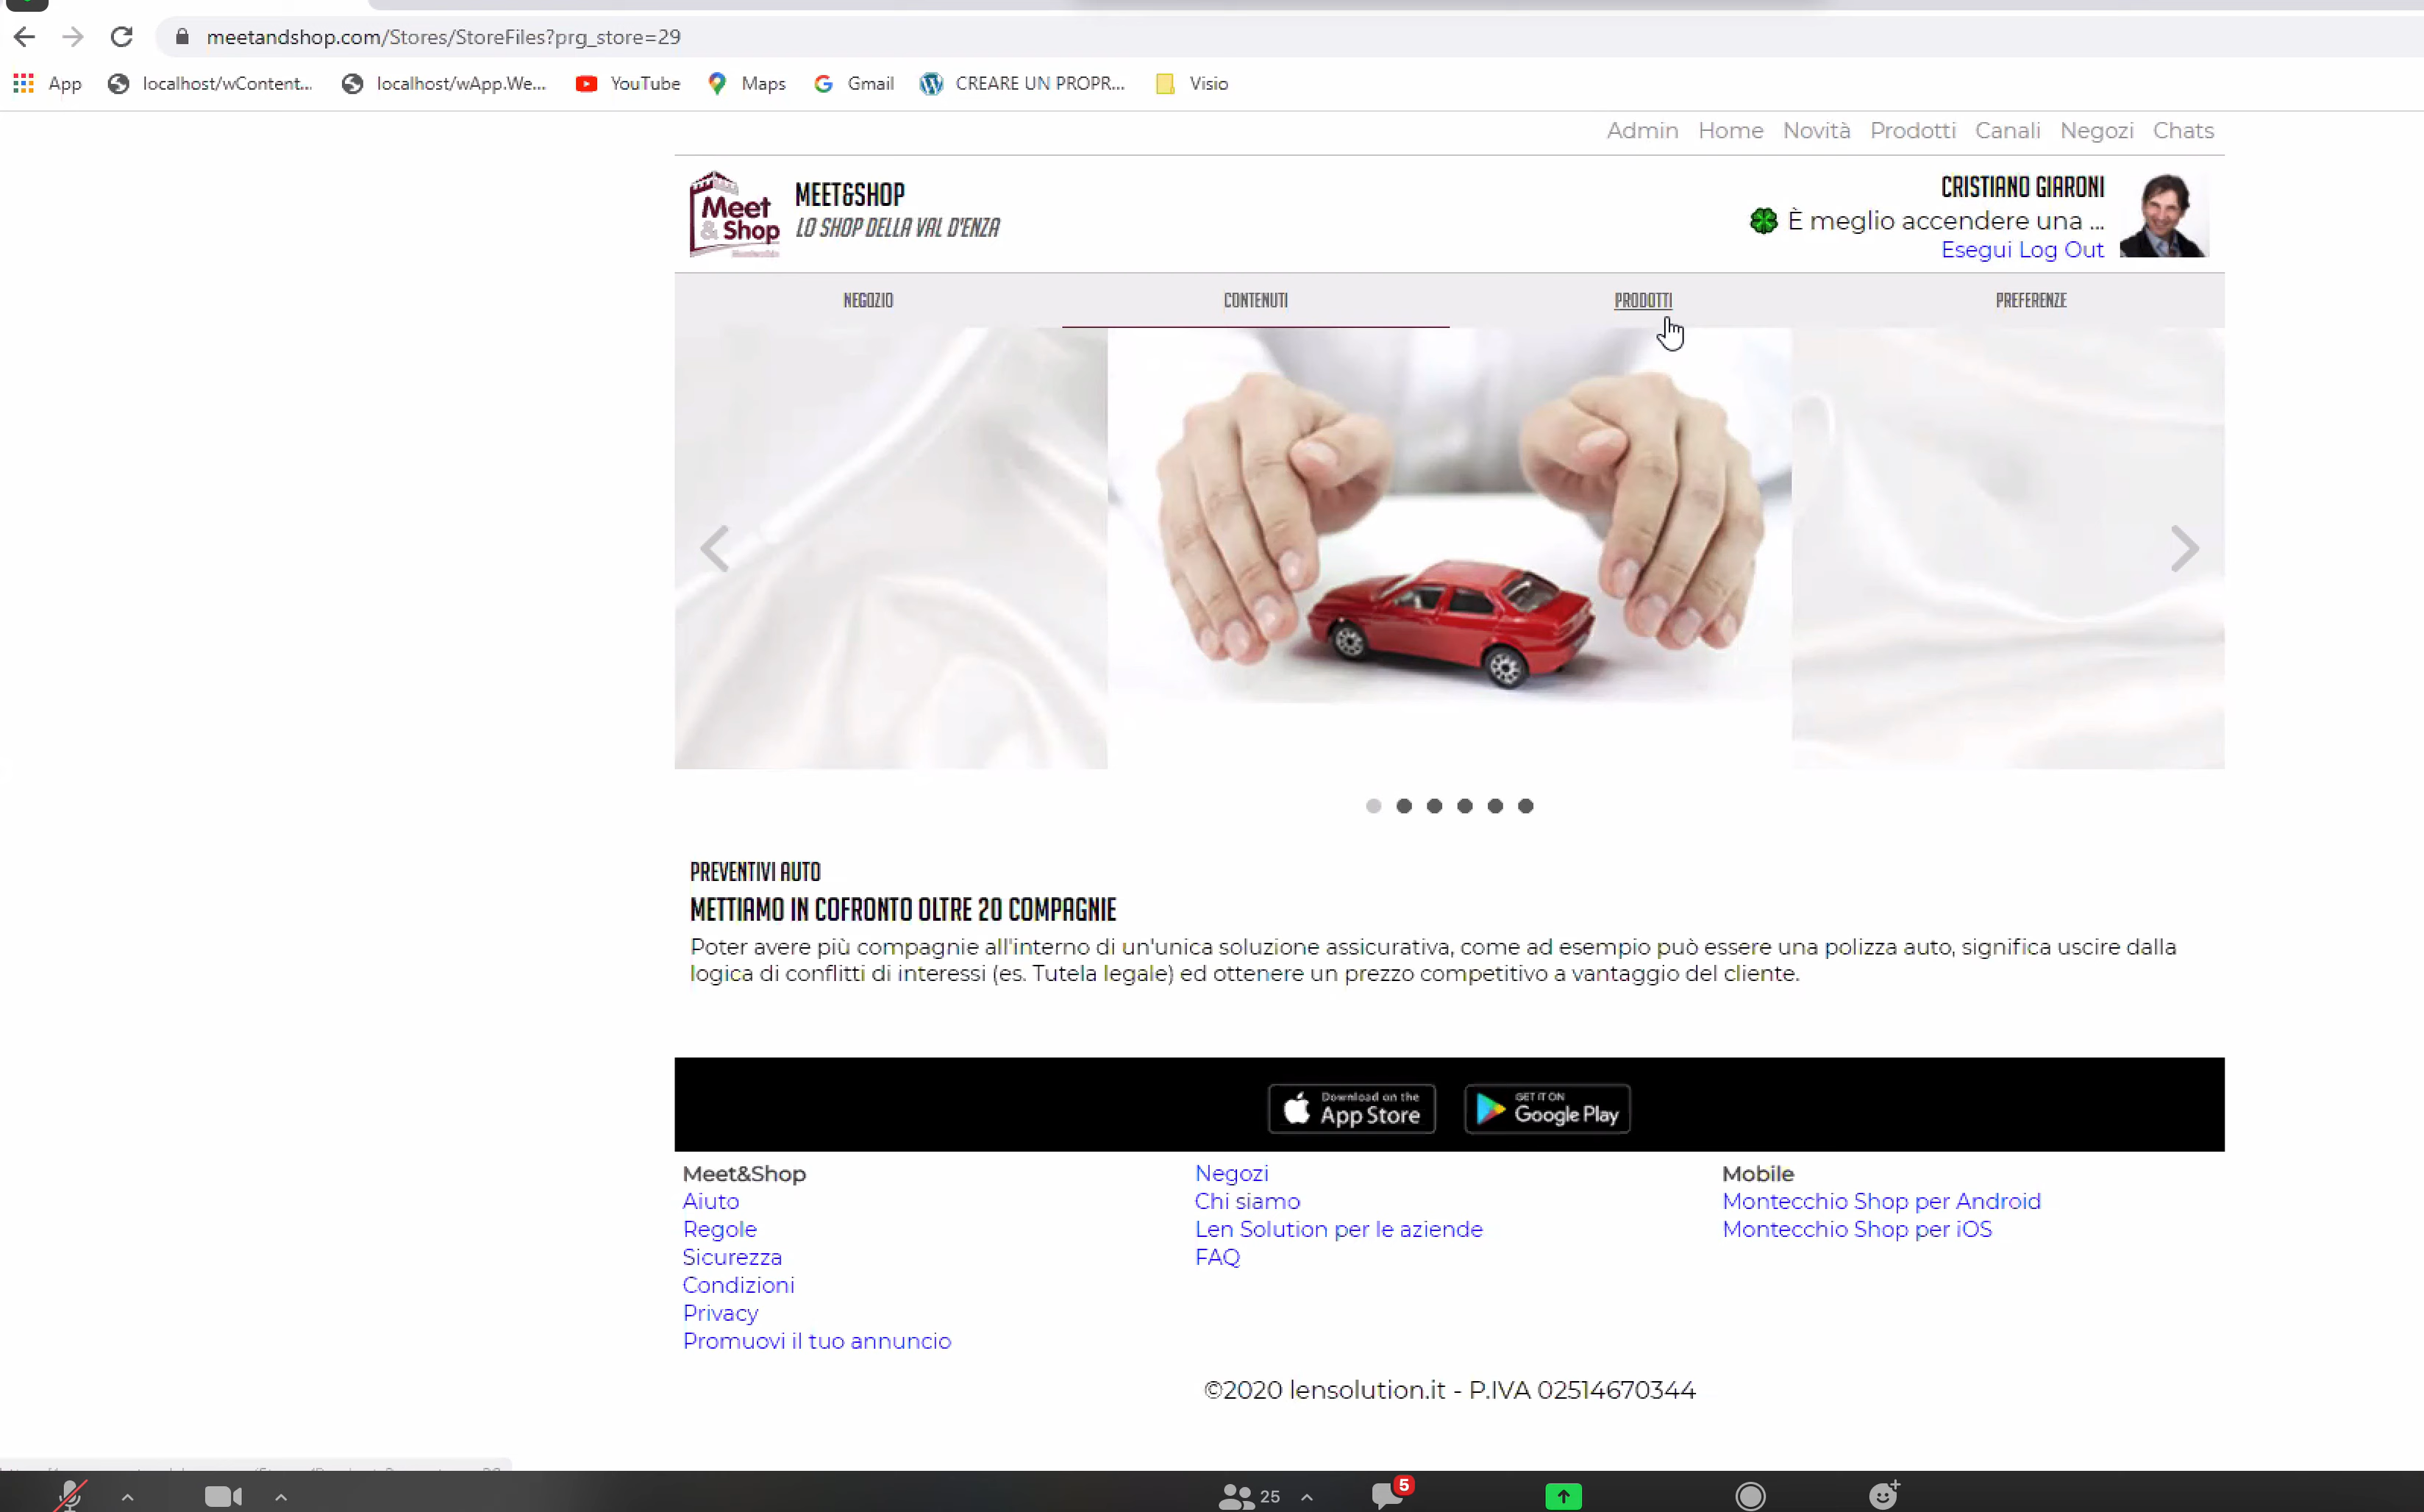 meetandshop.com/Stores/StoreFiles?prg_store=29
App localhost/wContent... localhost/wApp.We... YouTube Maps Gmail CREARE UN PROPR... Visio
Admin Home Novità Prodotti Canali Negozi Chats
Meet
& Shop
MEET&SHOP
LO SHOP DELLA VAL D'ENZA
CRISTIANO GIARONI
È meglio accendere una ...
Esegui Log Out
NEGOZIO CONTENUTI PRODOTTI PREFERENZE
PREVENTIVI AUTO
METTIAMO IN COFRONTO OLTRE 20 COMPAGNIE
Poter avere più compagnie all'interno di un'unica soluzione assicurativa, come ad esempio può essere una polizza auto, significa uscire dalla
logica di conflitti di interessi (es. Tutela legale) ed ottenere un prezzo competitivo a vantaggio del cliente.
Download on the
App Store
GET IT ON
Google Play
Meet&Shop
Aiuto
Regole
Sicurezza
Condizioni
Privacy
Promuovi il tuo annuncio
Negozi
Chi siamo
Len Solution per le aziende
FAQ
Mobile
Montecchio Shop per Android
Montecchio Shop per iOS
©2020 lensolution.it - P.IVA 02514670344
25
5